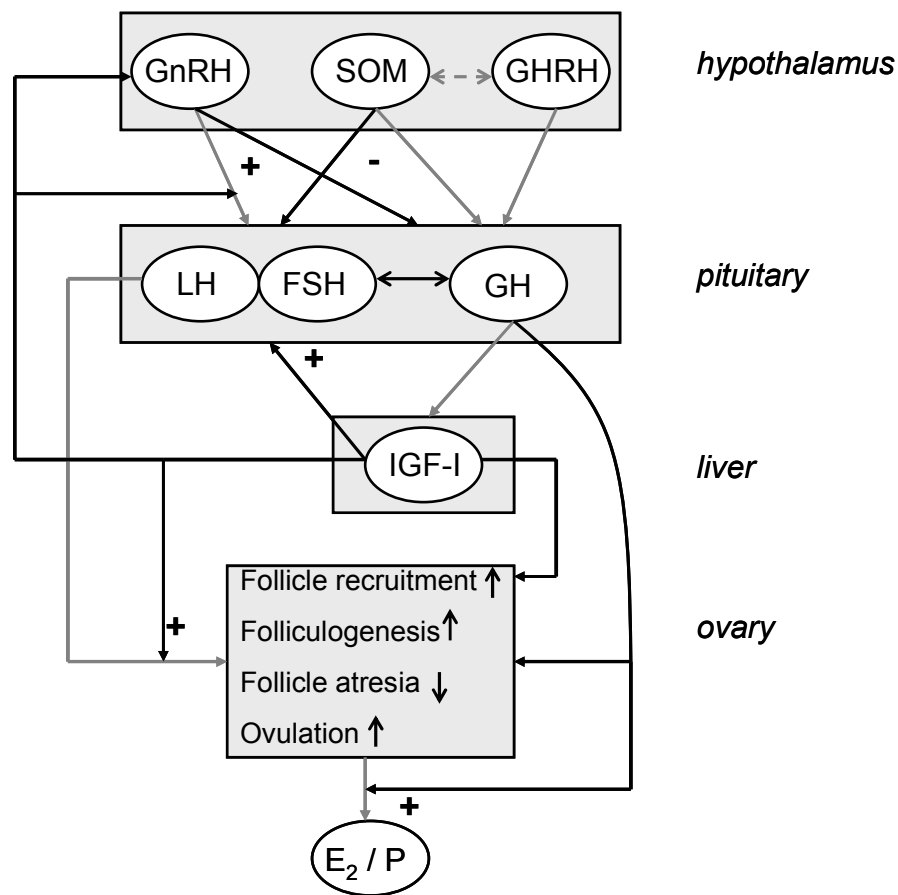 GnRH SOM GHRH hypothalamus
+ -
LH FSH GH pituitary
+
IGF-I liver
Follicle recruitment ↑
Folliculogenesis ↑ ovary
+
Follicle atresia ↓
Ovulation ↑
+
E₂ / P